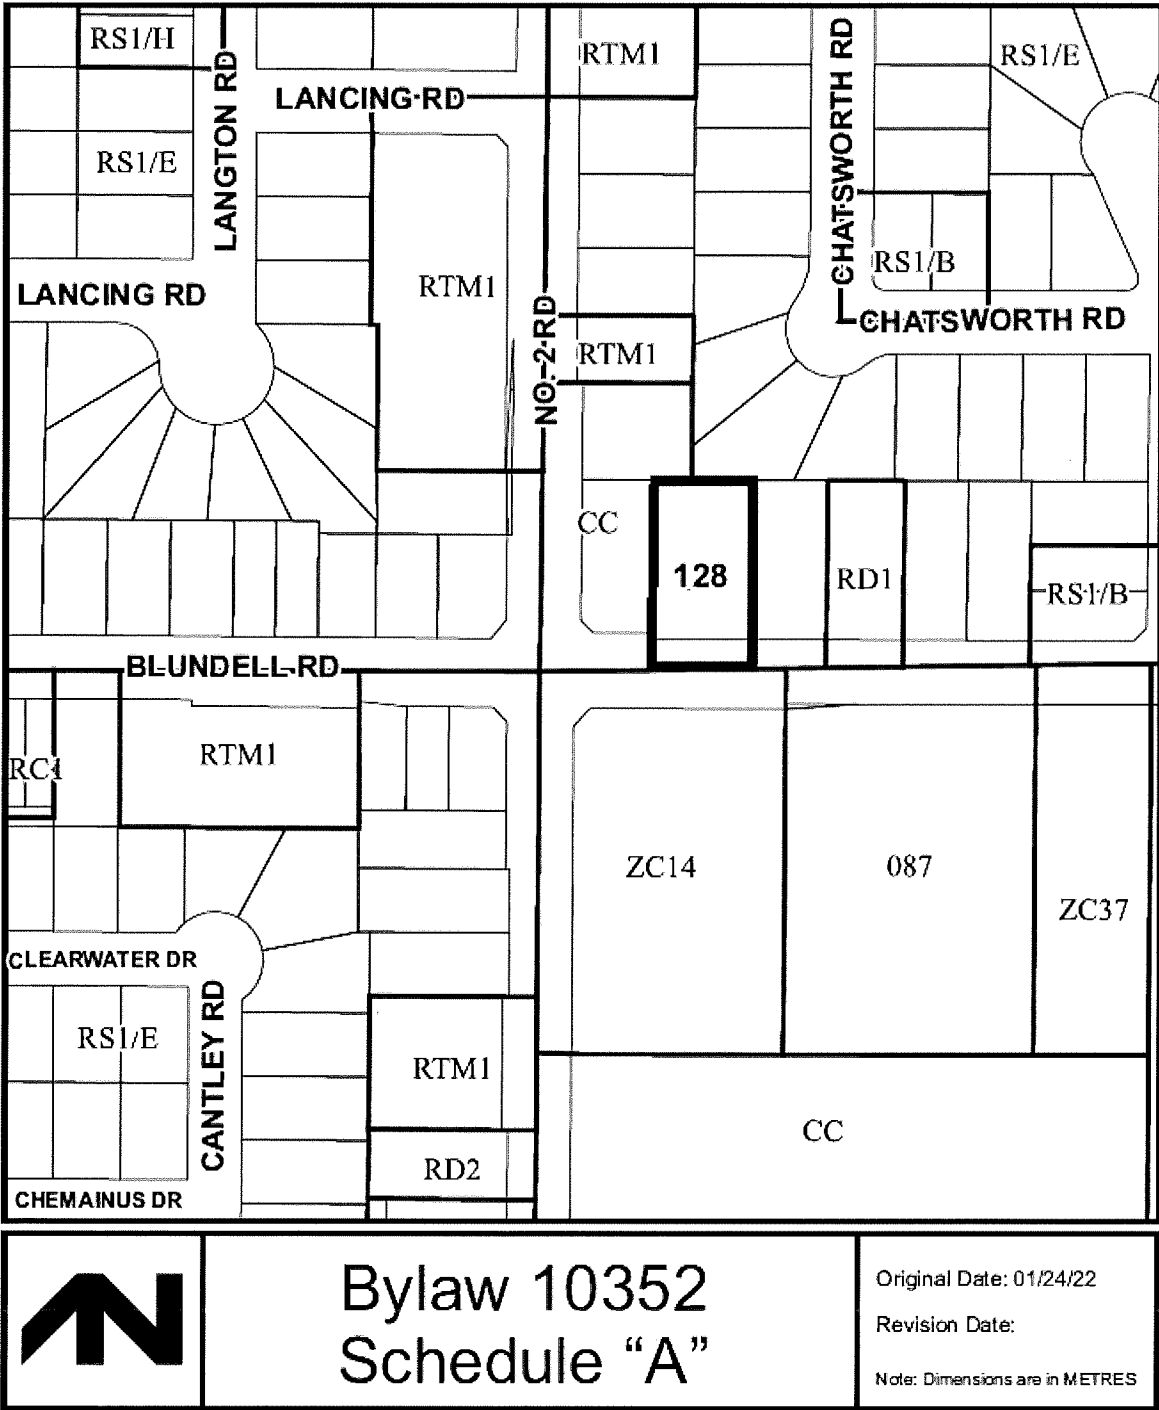 RS1/H
LANGTON RD
RTM1
CHATSWORTH RD
RS1/E
LANCING RD
RS1/E
RS1/B
LANCING RD
RTM1
NO. 2 RD
CHATSWORTH RD
RTM1
CC
128
RD1
RS1/B
BLUNDELL RD
RTM1
RC1
ZC14
087
ZC37
CLEARWATER DR
CANTLEY RD
RS1/E
RTM1
CC
RD2
CHEMAINUS DR
N
Bylaw 10352
Schedule “A”
Original Date: 01/24/22
Revision Date:
Note: Dimensions are in METRES